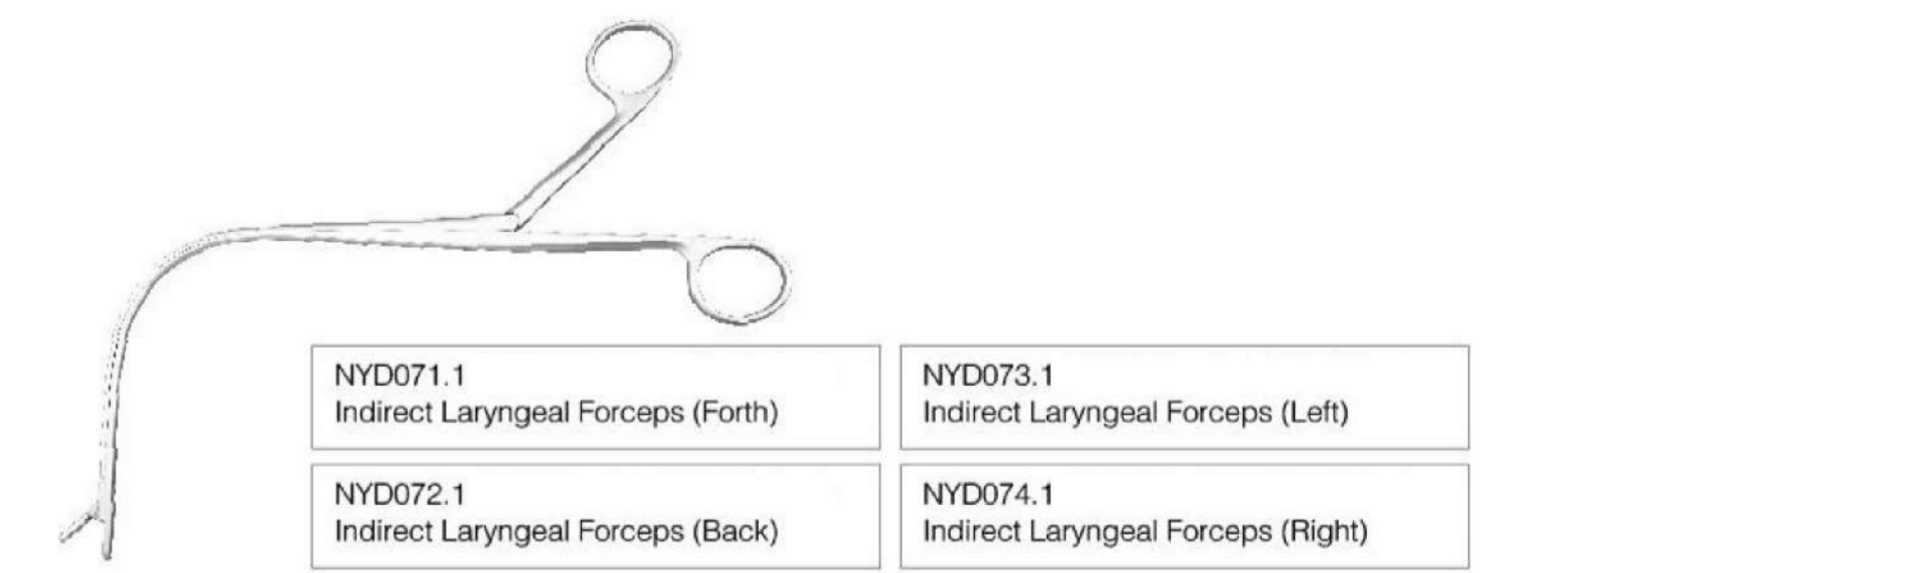 NYD071.1
Indirect Laryngeal Forceps (Forth)
NYD073.1
Indirect Laryngeal Forceps (Left)
NYD072.1
Indirect Laryngeal Forceps (Back)
NYD074.1
Indirect Laryngeal Forceps (Right)